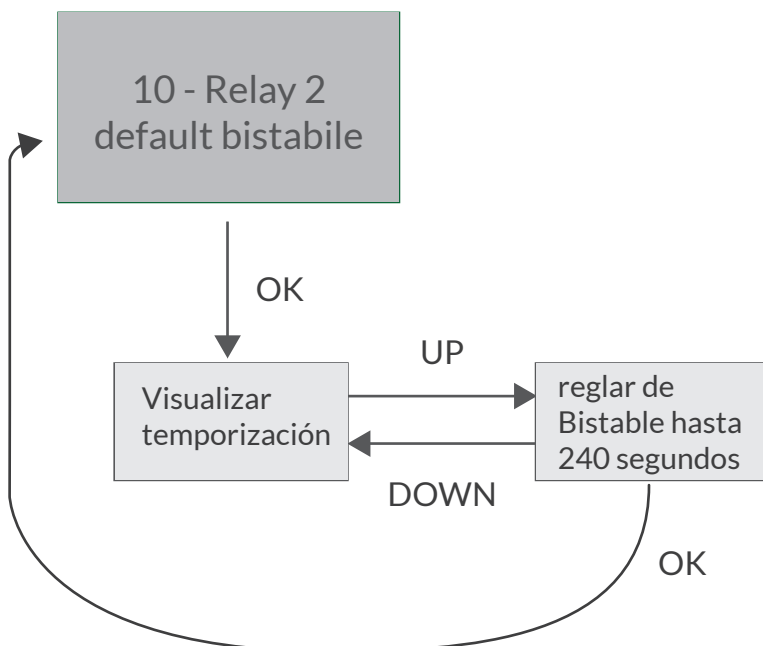 10 - Relay 2
default bistabile
OK
UP
Visualizar
temporización
reglar de
Bistable hasta
240 segundos
DOWN
OK